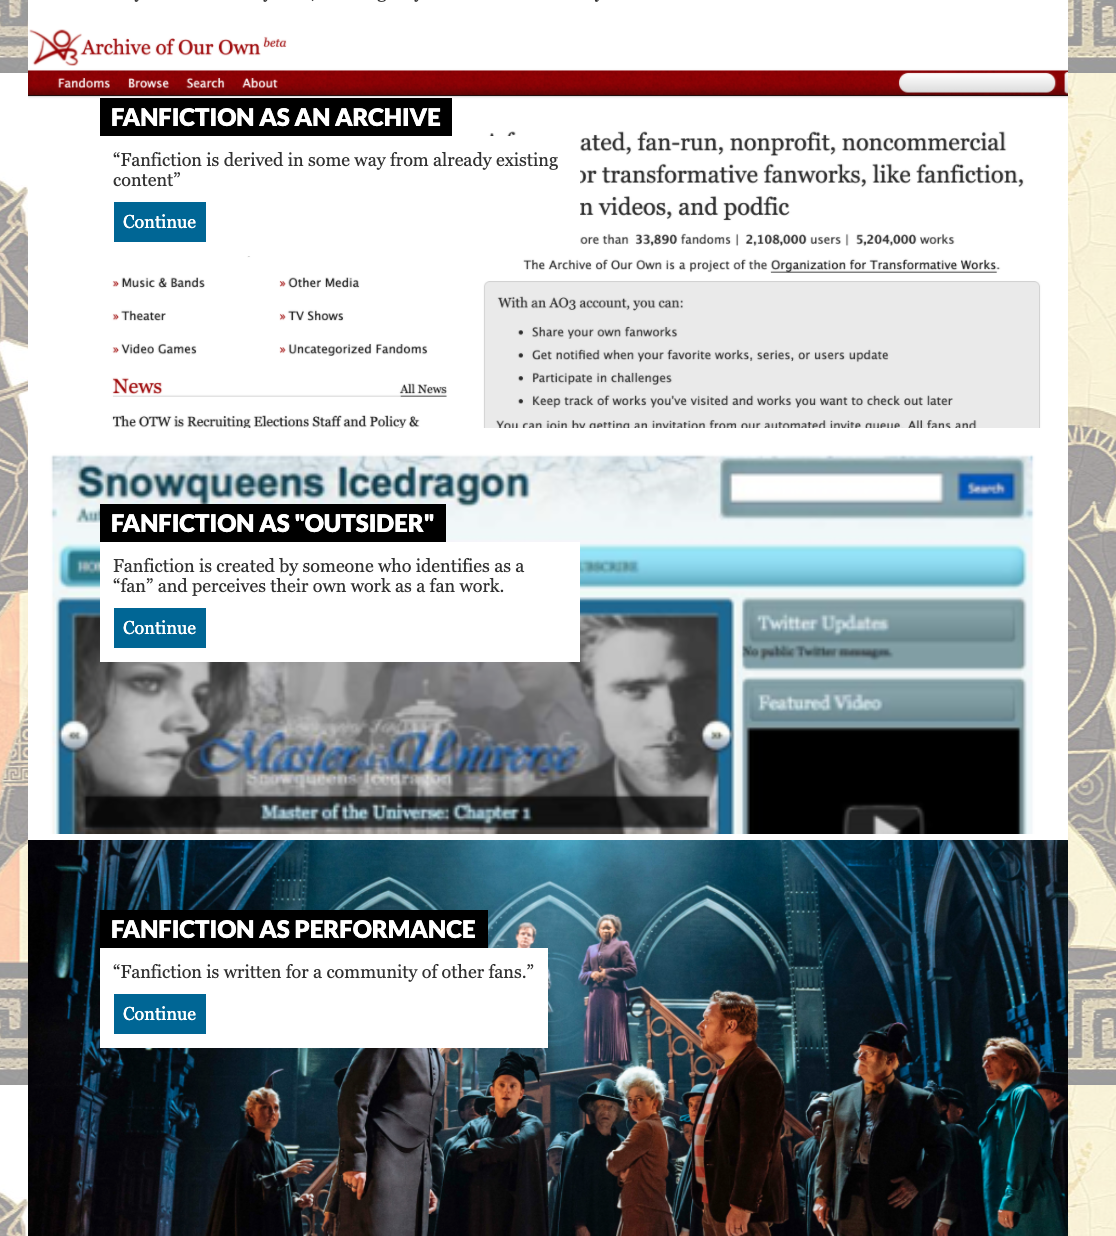 Archive of Our Own beta
Fandoms Browse Search About
FANFICTION AS AN ARCHIVE
“Fanfiction is derived in some way from already existing
content”
Continue
ated, fan-run, nonprofit, noncommercial
or transformative fanworks, like fanfiction,
n videos, and podfic
ore than 33,890 fandoms | 2,108,000 users | 5,204,000 works
The Archive of Our Own is a project of the Organization for Transformative Works.
» Music & Bands » Other Media
» Theater » TV Shows
» Video Games » Uncategorized Fandoms
News All News
The OTW is Recruiting Elections Staff and Policy &
With an AO3 account, you can:
• Share your own fanworks
• Get notified when your favorite works, series, or users update
• Participate in challenges
• Keep track of works you've visited and works you want to check out later
You can join by getting an invitation from our automated invite queue. All fans and
Snowqueens Icedragon
Search
Au
FANFICTION AS "OUTSIDER"
Fanfiction is created by someone who identifies as a
“fan” and perceives their own work as a fan work.
Continue
HO
UBSCRIBE
Twitter Updates
No public Twitter messages.
Featured Video
Master of the Universe
Snowqueens Icedragon
Master of the Universe: Chapter 1
FANFICTION AS PERFORMANCE
“Fanfiction is written for a community of other fans.”
Continue